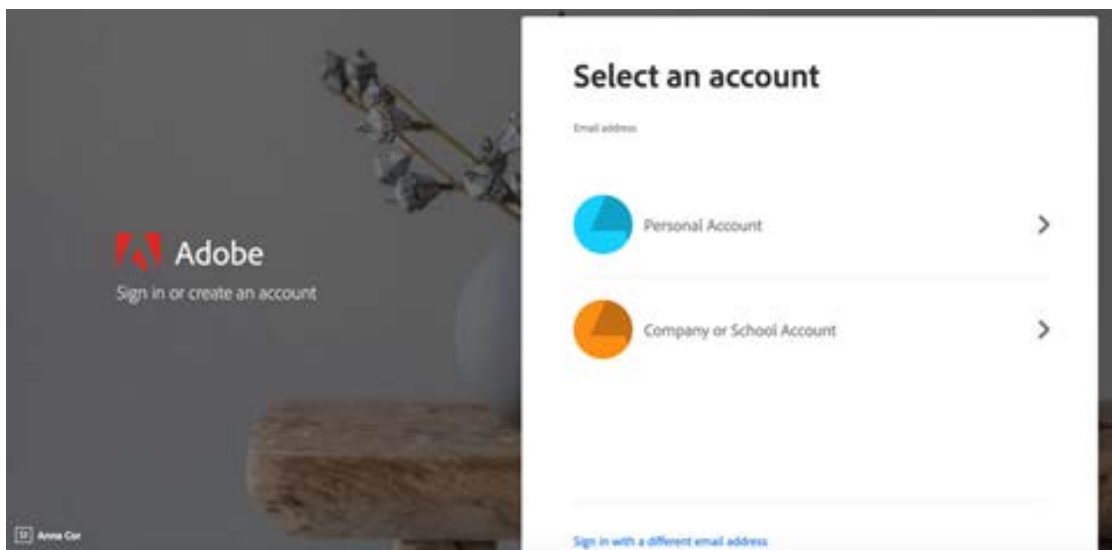 Adobe
Sign in or create an account
St Anna Cor
Select an account
Email address
Personal Account
Company or School Account
Sign in with a different email address